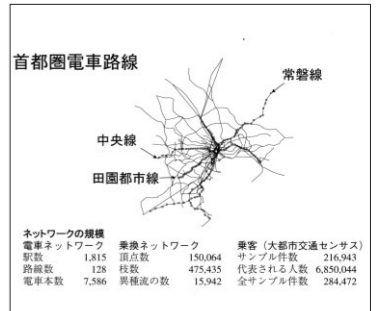 首都圏電車路線
常磐線
中央線
田園都市線
ネットワークの規模
電車ネットワーク 乗換ネットワーク 乗客（大都市交通センサス)
駅数 1,815 頂点数 150,064 サンプル件数 216,943
路線数 128 枝数 475,435 代表される人数 6,850,044
電車本数 7,586 異種流の数 15,942 全サンプル件数 284,472